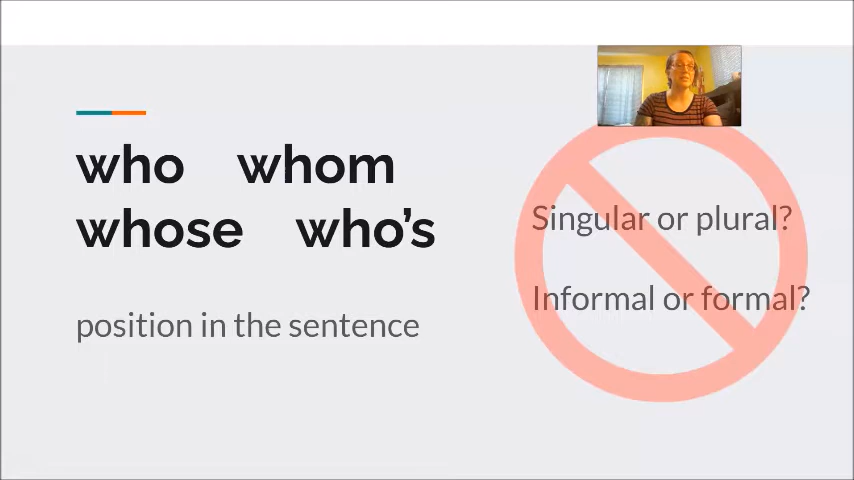 who whom
whose who's
position in the sentence
Singular or plural?
Informal or formal?